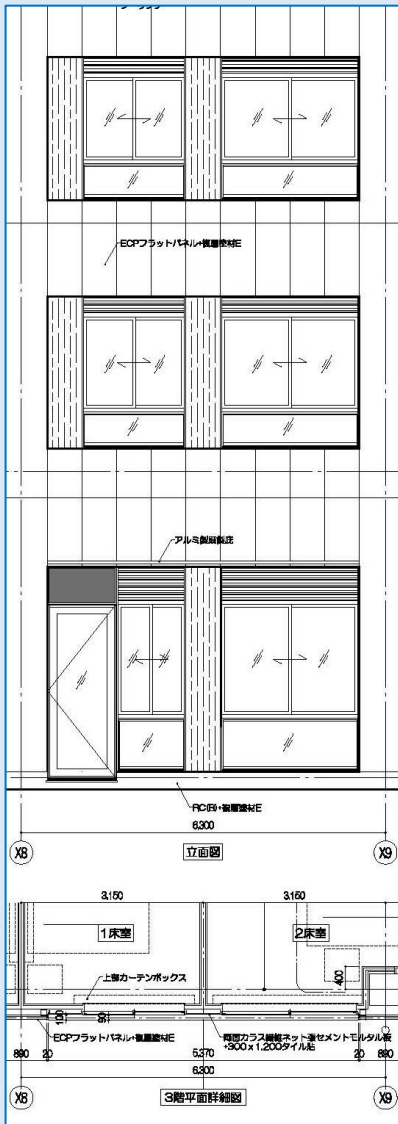 ECPフラットパネル+複層塗材E
アルミ製既製庇
RC(B)+複層塗材E
6,300
X8
立面図
X9
3,150
3,150
1床室
2床室
上部カーテンボックス
400
100
90
ECPフラットパネル+複層塗材E
両面ガラス繊維ネット張セメントモルタル板
+300x1,200タイル貼
890
20
5,370
20
890
6,300
X8
3階平面詳細図
X9